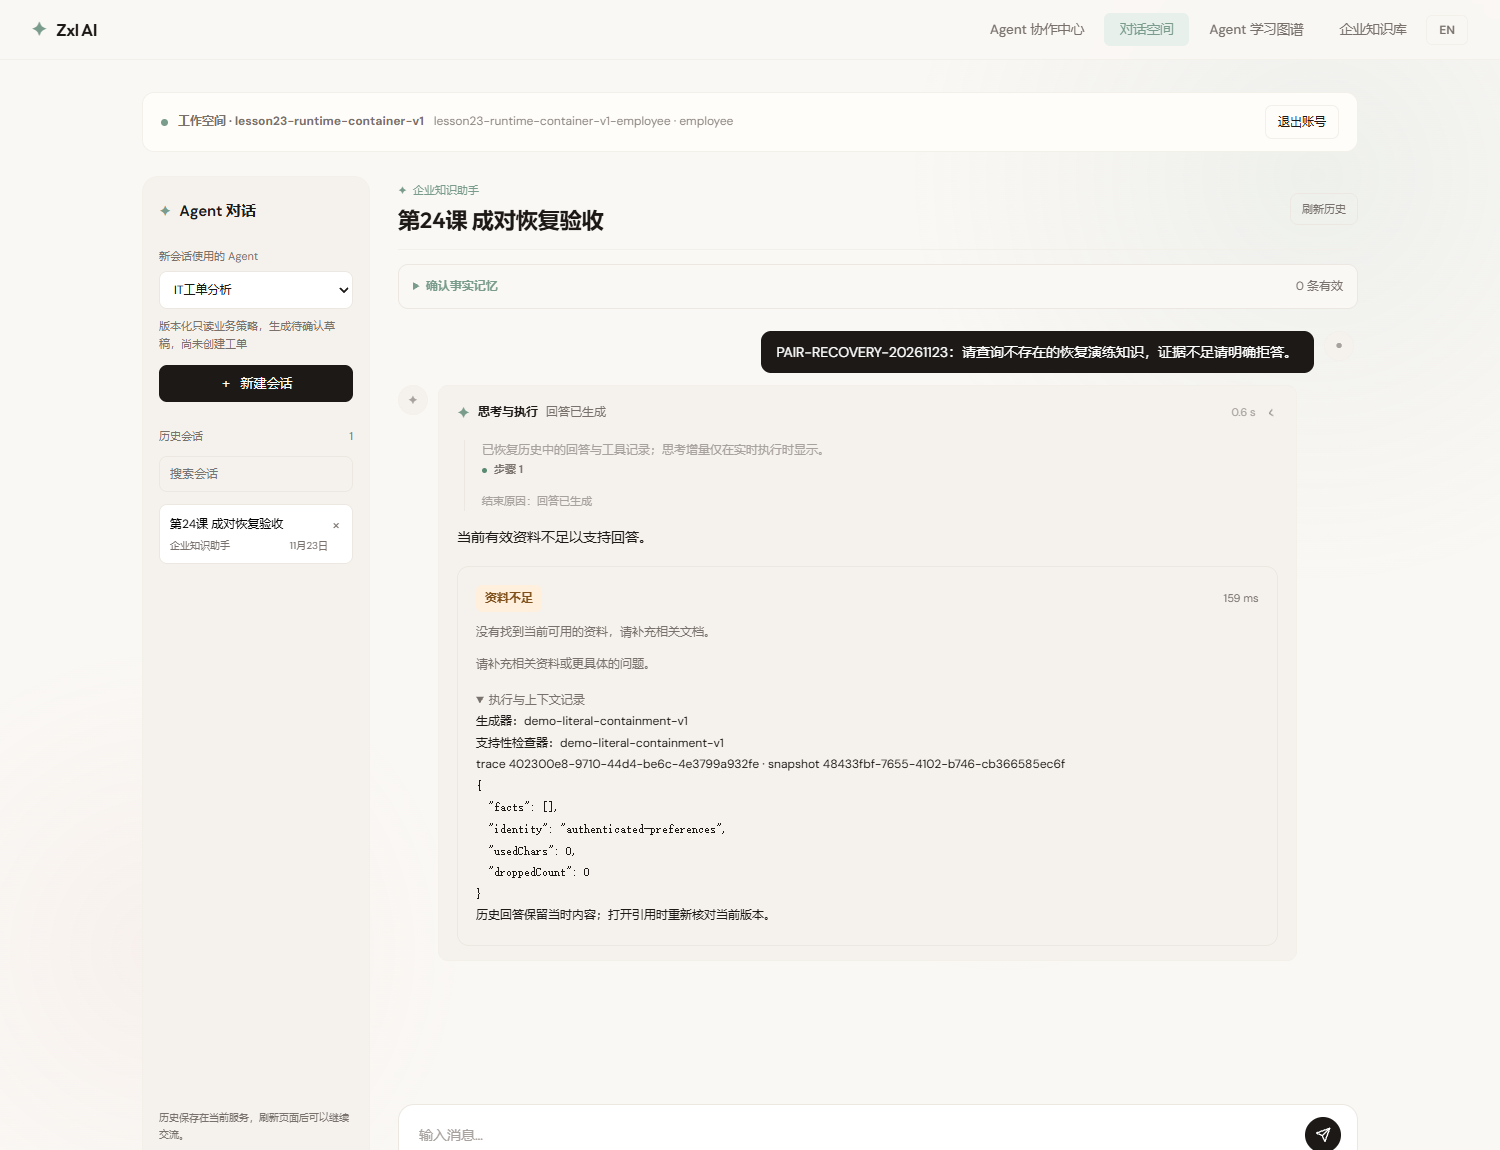 Zxl AI
Agent 协作中心
对话空间
Agent 学习图谱
企业知识库
EN
工作空间 · lesson23-runtime-container-v1 lesson23-runtime-container-v1-employee · employee
退出账号
Agent 对话
新会话使用的 Agent
IT工单分析
版本化只读业务策略，生成待确认草
稿，尚未创建工单
+ 新建会话
历史会话 1
搜索会话
第24课 成对恢复验收 ×
企业知识助手 11月23日
历史保存在当前服务，刷新页面后可以继续
交流。
企业知识助手
第24课 成对恢复验收
刷新历史
确认事实记忆 0 条有效
PAIR-RECOVERY-20261123：请查询不存在的恢复演练知识，证据不足请明确拒答。
思考与执行 回答已生成 0.6 s
已恢复历史中的回答与工具记录；思考增量仅在实时执行时显示。
步骤 1
结束原因：回答已生成
当前有效资料不足以支持回答。
资料不足 159 ms
没有找到当前可用的资料，请补充相关文档。
请补充相关资料或更具体的问题。
▼ 执行与上下文记录
生成器：demo-literal-containment-v1
支持性检查器：demo-literal-containment-v1
trace 402300e8-9710-44d4-be6c-4e3799a932fe · snapshot 48433fbf-7655-4102-b746-cb366585ec6f
{
"facts": [],
"identity": "authenticated-preferences",
"usedChars": 0,
"droppedCount": 0
}
历史回答保留当时内容；打开引用时重新核对当前版本。
输入消息...